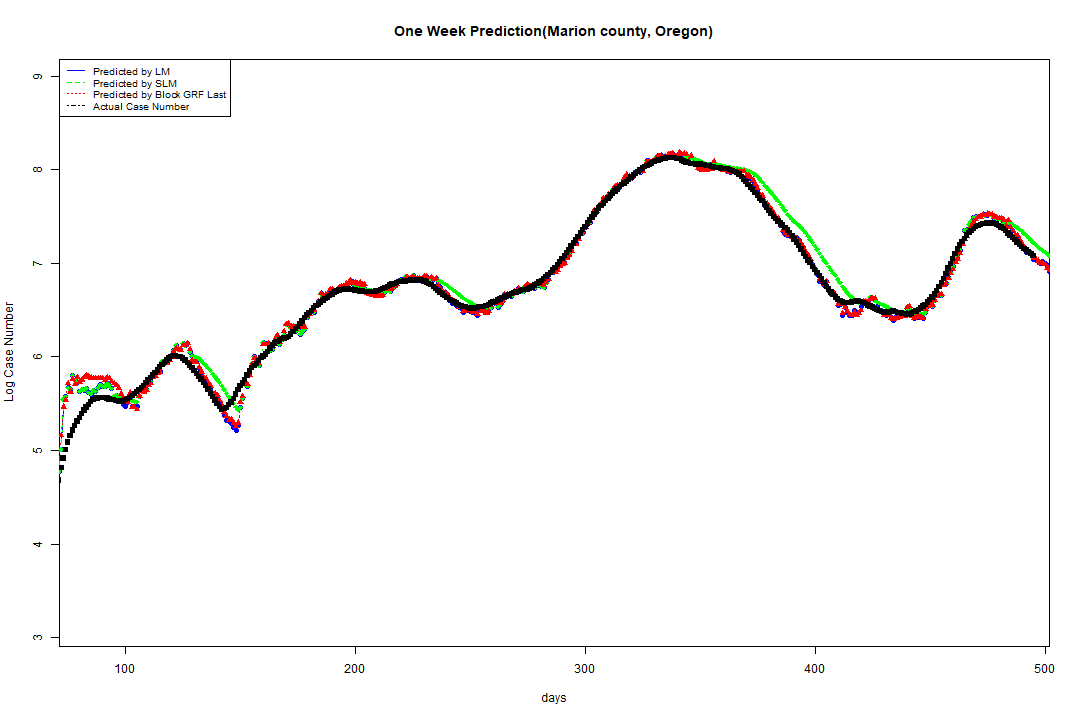 One Week Prediction(Marion county, Oregon)
Predicted by LM
Predicted by SLM
Predicted by Block GRF Last
Actual Case Number
9
8
7
6
5
4
3
Log Case Number
100 200 300 400 500
days